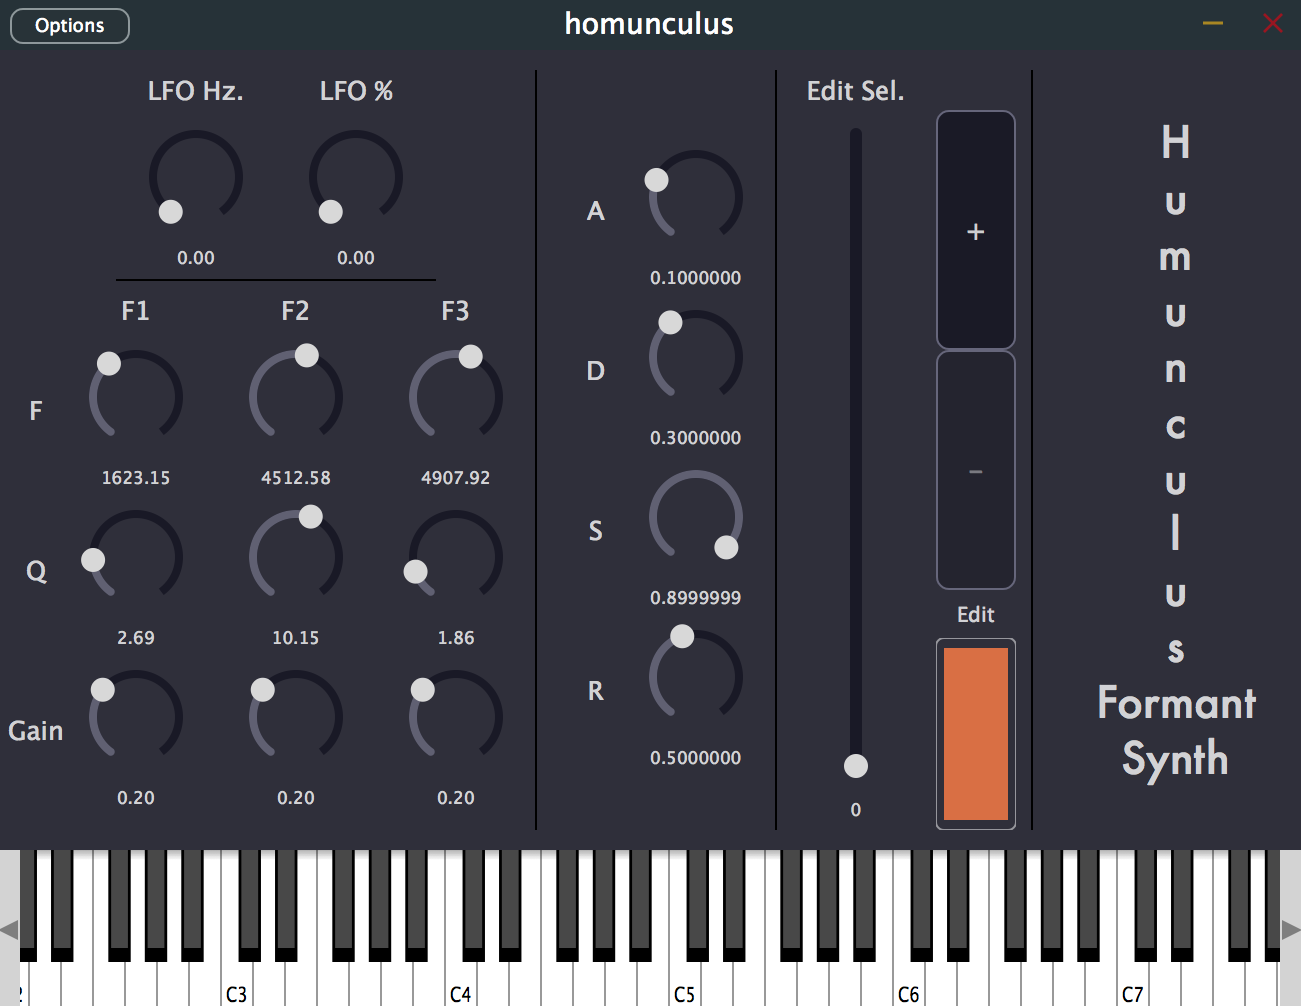 Options
homunculus
LFO Hz.
LFO %
0.00
0.00
F1
F2
F3
F
1623.15
4512.58
4907.92
Q
2.69
10.15
1.86
Gain
0.20
0.20
0.20
A
0.1000000
D
0.3000000
S
0.8999999
R
0.5000000
Edit Sel.
0
+
-
Edit
H
u
m
u
n
c
u
l
u
s
Formant
Synth
C3
C4
C5
C6
C7